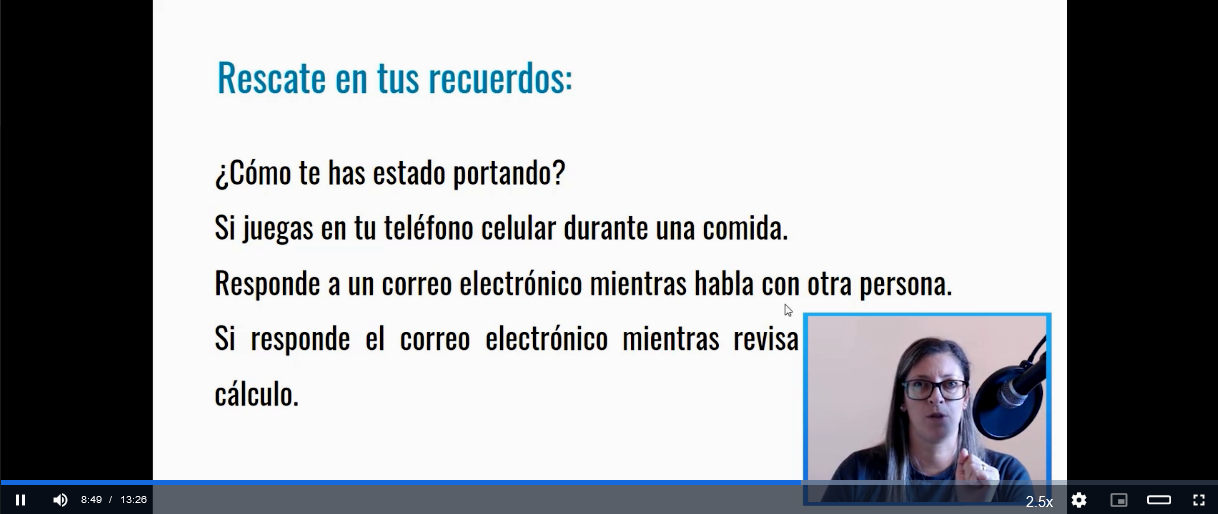 Rescate en tus recuerdos:
¿Cómo te has estado portando?
Si juegas en tu teléfono celular durante una comida.
Responde a un correo electrónico mientras habla con otra persona.
Si responde el correo electrónico mientras revisa
cálculo.
8:49 / 13:26
2.5x